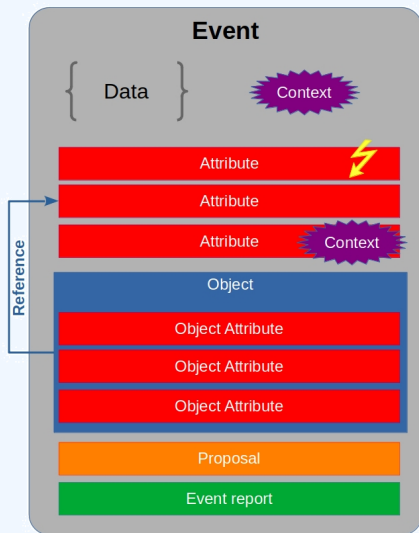 Event
{ Data }
Context
Attribute
Attribute
Attribute
Context
Reference
Object
Object Attribute
Object Attribute
Object Attribute
Proposal
Event report